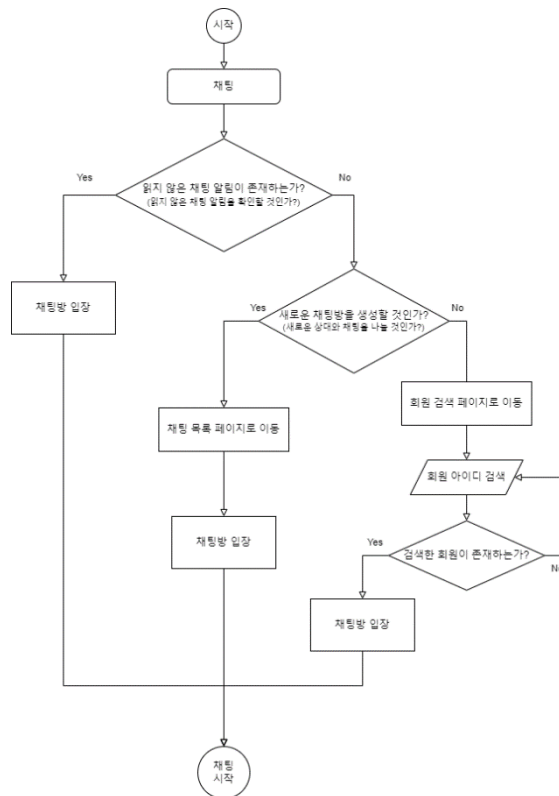 시작
채팅
Yes
No
읽지 않은 채팅 알림이 존재하는가?
(읽지 않은 채팅 알림을 확인할 것인가?)
채팅방 입장
Yes
No
새로운 채팅방을 생성할 것인가?
(새로운 상대와 채팅을 나눌 것인가?)
채팅 목록 페이지로 이동
회원 검색 페이지로 이동
회원 아이디 검색
채팅방 입장
Yes
검색한 회원이 존재하는가?
No
채팅방 입장
채팅
시작